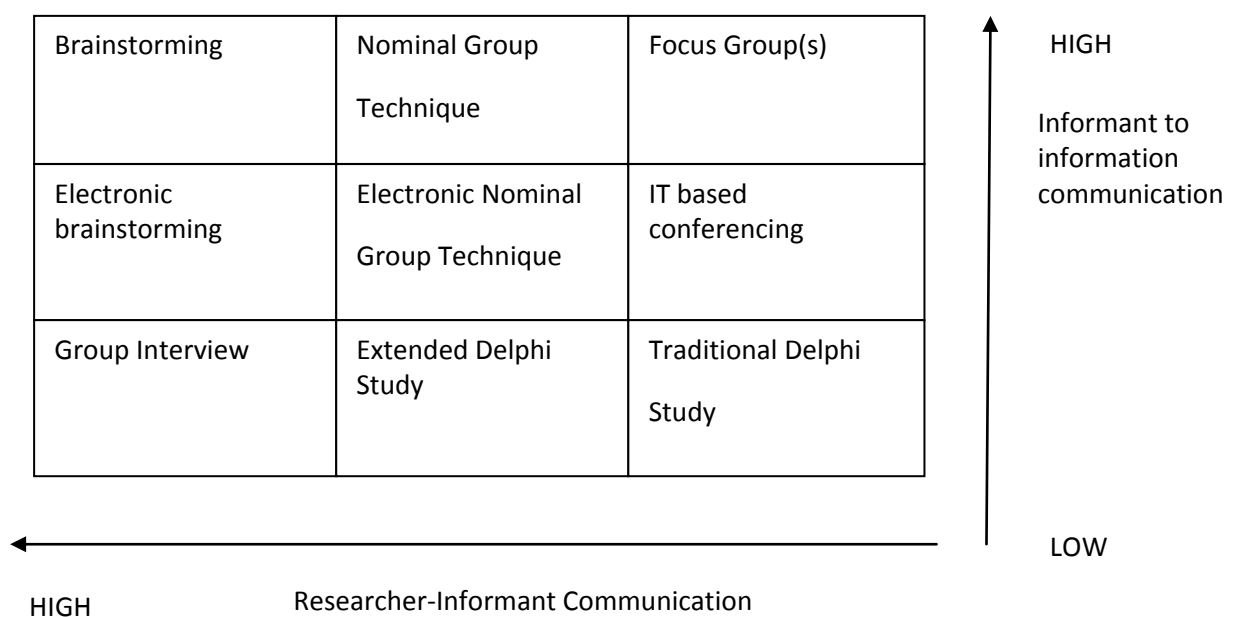 Brainstorming
Nominal Group
Technique
Focus Group(s)
HIGH
Informant to
information
communication
Electronic
brainstorming
Electronic Nominal
Group Technique
IT based
conferencing
Group Interview
Extended Delphi
Study
Traditional Delphi
Study
LOW
HIGH
Researcher-Informant Communication